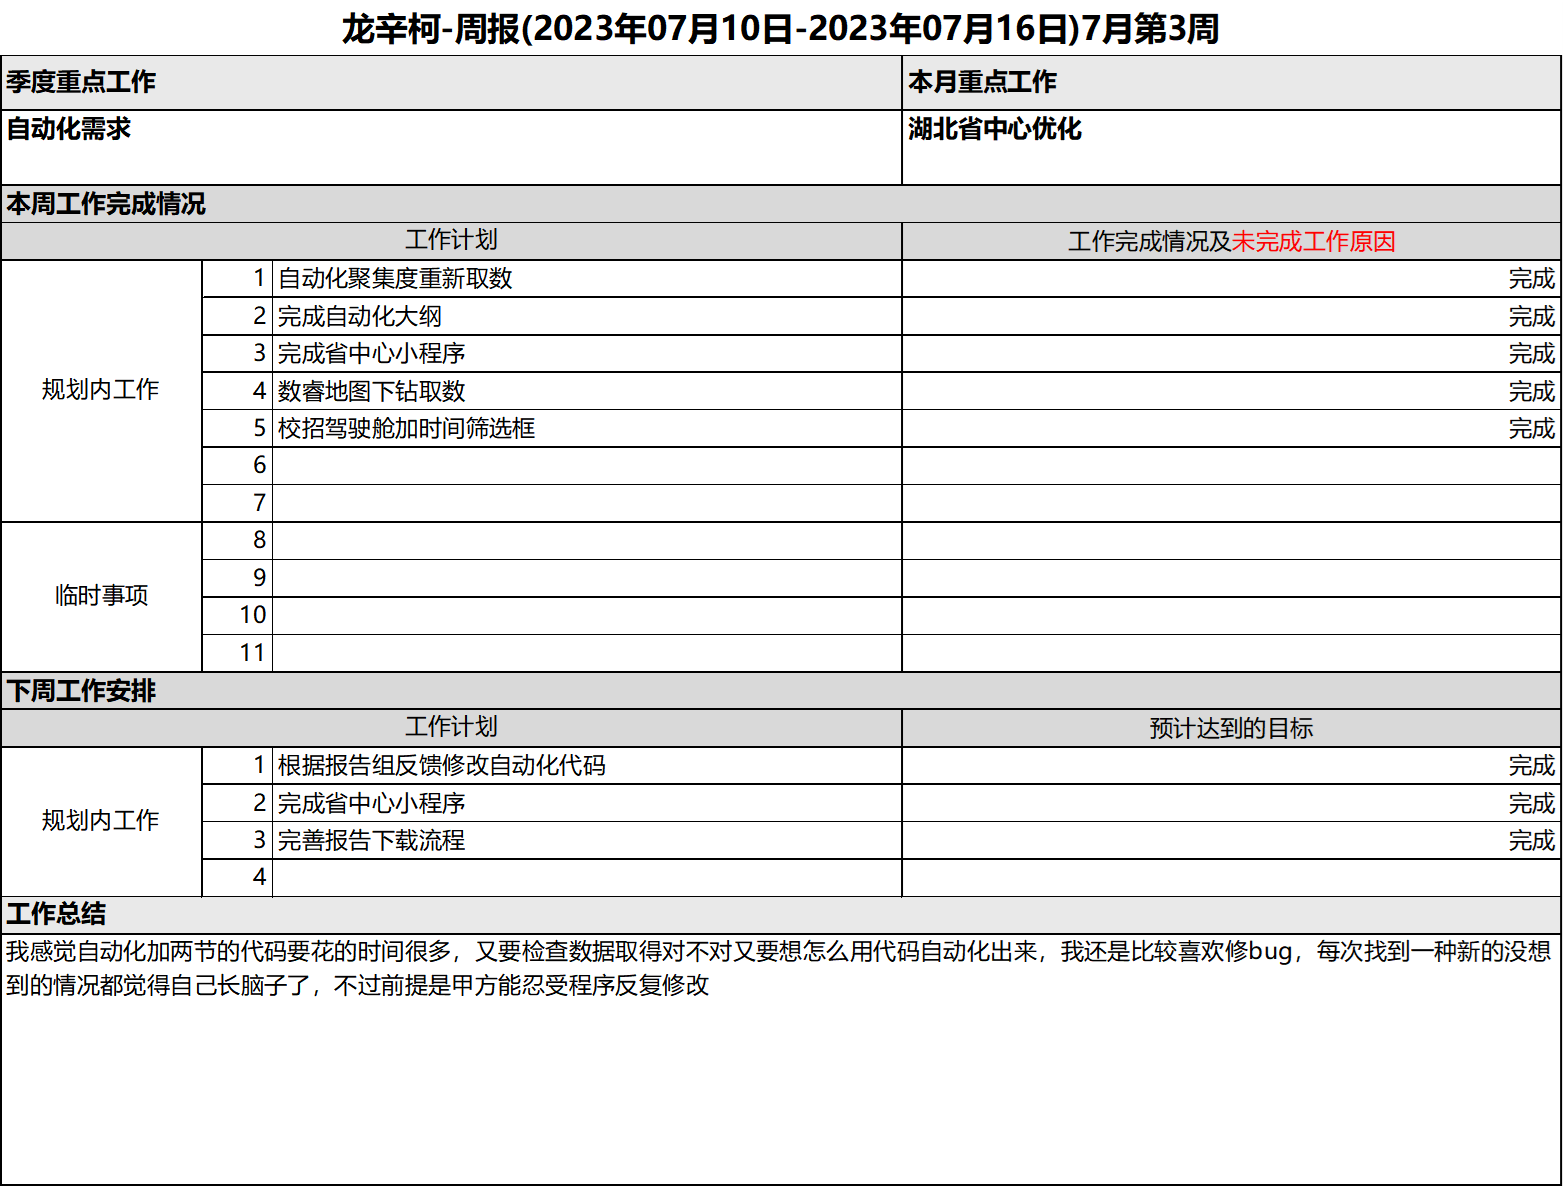 龙辛柯-周报(2023年07月10日-2023年07月16日)7月第3周
季度重点工作 本月重点工作
自动化需求 湖北省中心优化
本周工作完成情况
工作计划 工作完成情况及未完成工作原因
规划内工作
1 自动化聚集度重新取数 完成
2 完成自动化大纲 完成
3 完成省中心小程序 完成
4 数睿地图下钻取数 完成
5 校招驾驶舱加时间筛选框 完成
6
7
临时事项
8
9
10
11
下周工作安排
工作计划 预计达到的目标
规划内工作
1 根据报告组反馈修改自动化代码 完成
2 完成省中心小程序 完成
3 完善报告下载流程 完成
4
工作总结
我感觉自动化加两节的代码要花的时间很多，又要检查数据取得对不对又要想怎么用代码自动化出来，我还是比较喜欢修bug，每次找到一种新的没想
到的情况都觉得自己长脑子了，不过前提是甲方能忍受程序反复修改